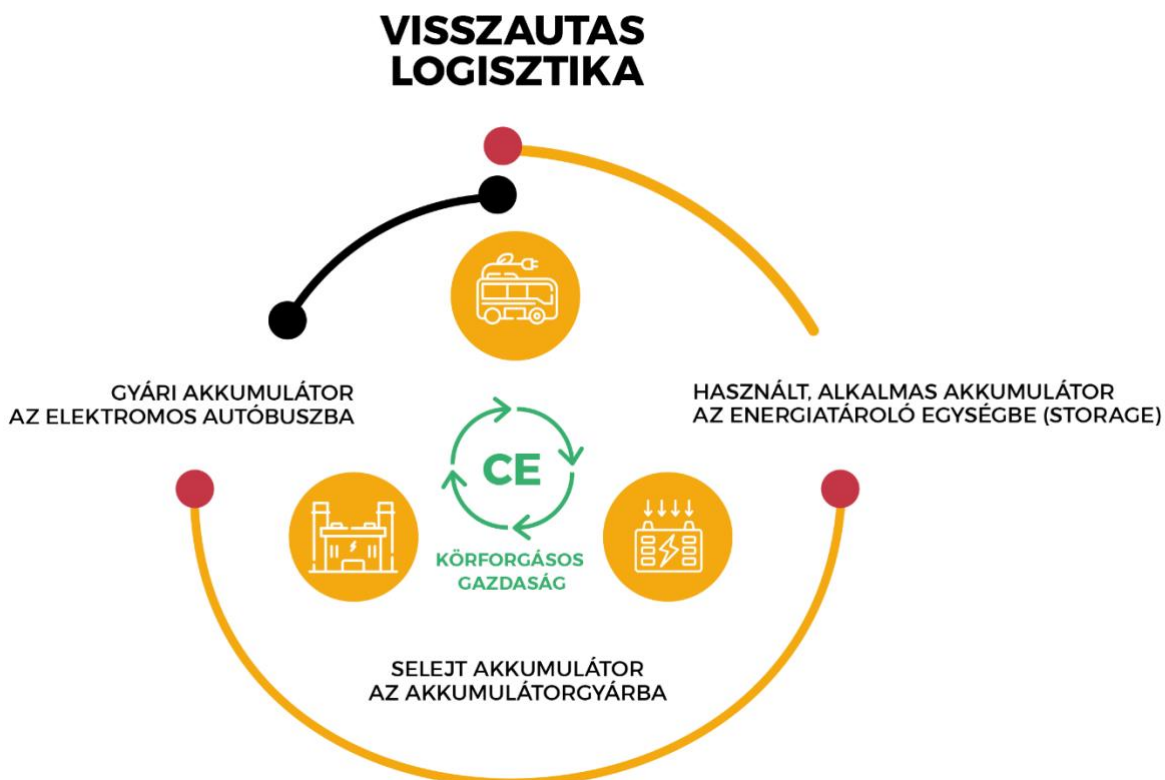 VISSZAUTAS
LOGISZTIKA
GYÁRI AKKUMULÁTOR
AZ ELEKTROMOS AUTÓBUSZBA
HASZNÁLT, ALKALMAS AKKUMULÁTOR
AZ ENERGIATÁROLÓ EGYSÉGBE (STORAGE)
CE
KÖRFORGÁSOS
GAZDASÁG
SELEJT AKKUMULÁTOR
AZ AKKUMULÁTORGYÁRBA